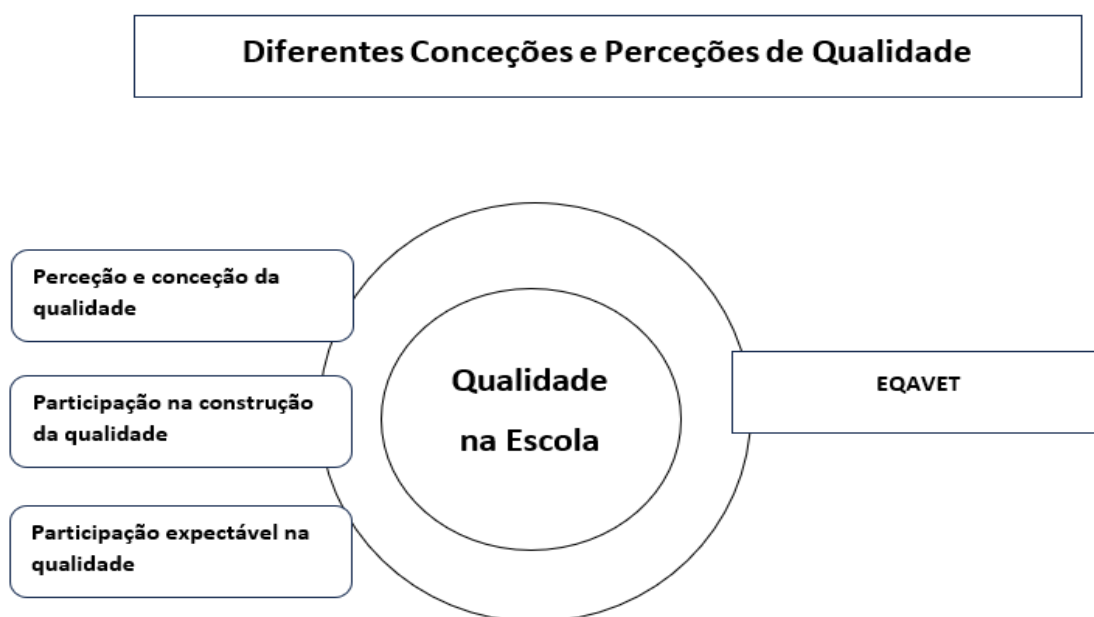 Diferentes Conceções e Perceções de Qualidade
Perceção e conceção da
qualidade
Participação na construção
da qualidade
Participação expectável na
qualidade
Qualidade
na Escola
EQAVET